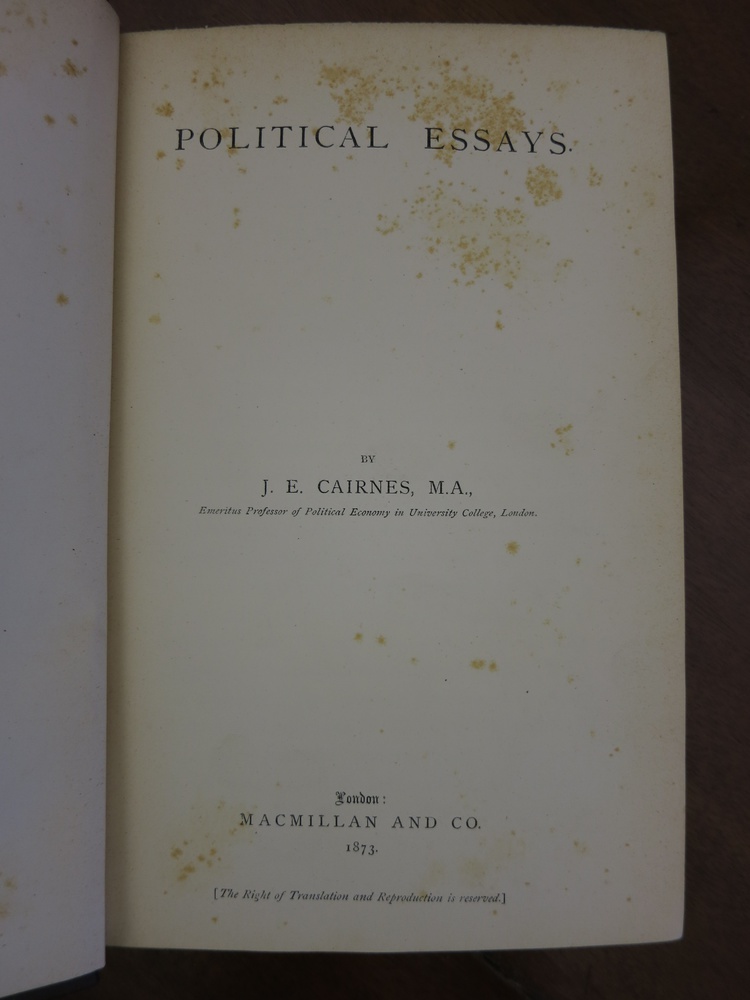 POLITICAL ESSAYS.
BY
J. E. CAIRNES, M.A.,
Emeritus Professor of Political Economy in University College, London.
London:
MACMILLAN AND CO.
1873.
[The Right of Translation and Reproduction is reserved.]